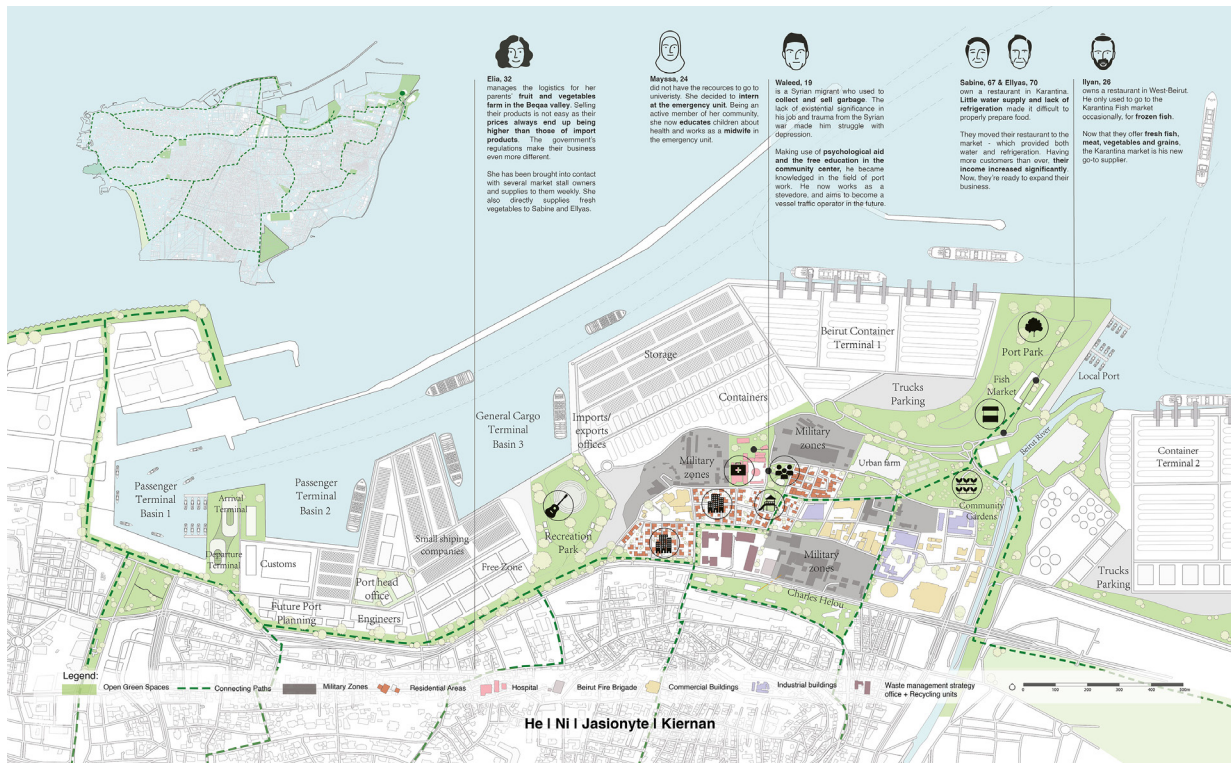 Elia, 32
manages the logistics for her
parents' fruit and vegetables
farm in the Beqaa valley. Selling
their products is not easy as their
prices always end up being
higher than those of import
products. The government's
regulations make their business
even more different.
She has been brought into contact
with several market stall owners
and supplies to them weekly. She
also directly supplies fresh
vegetables to Sabine and Ellyas.
Mayssa, 24
did not have the recources to go to
univeristy. She decided to intern
at the emergency unit. Being an
active member of her community,
she now educates children about
health and works as a midwife in
the emergency unit.
Waleed, 19
is a Syrian migrant who used to
collect and sell garbage. The
lack of existential significance in
his job and trauma from the Syrian
war made him struggle with
depression.
Making use of psychological aid
and the free education in the
community center, he became
knowledged in the field of port
work. He now works as a
stevedore, and aims to become a
vessel traffic operator in the future.
Sabine, 67 & Ellyas, 70
own a restaurant in Karantina.
Little water supply and lack of
refrigeration made it difficult to
properly prepare food.
They moved their restaurant to the
market - which provided both
water and refrigeration. Having
more customers than ever, their
income increased significantly.
Now, they're ready to expand their
business.
Ilyan, 26
owns a restaurant in West-Beirut.
He only used to go to the
Karantina Fish market
occasionally, for frozen fish.
Now that they offer fresh fish,
meat, vegetables and grains,
the Karantina market is his new
go-to supplier.
Beirut Container
Terminal 1
Port Park
Storage
Trucks
Parking
Fish
Market
Local Port
Containers
General Cargo
Terminal
Basin 3
Imports/
exports
offices
Military
zones
Beirut River
Military
zones
Urban farm
Container
Terminal 2
Passenger
Terminal
Basin 1
Arrival
Terminal
Passenger
Terminal
Basin 2
Community
Gardens
Recreation
Park
Small shiping
companies
Departure
Terminal
Customs
Free Zone
Military
zones
Port head
office
Trucks
Parking
Charles Helou
Future Port
Planning
Engineers
Legend:
Open Green Spaces
Connecting Paths
Military Zones
Residential Areas
Hospital
Beirut Fire Brigade
Commercial Buildings
Industrial buildings
Waste management strategy
office + Recycling units
0 100 200 300 400 500m
He | Ni | Jasionyte | Kiernan